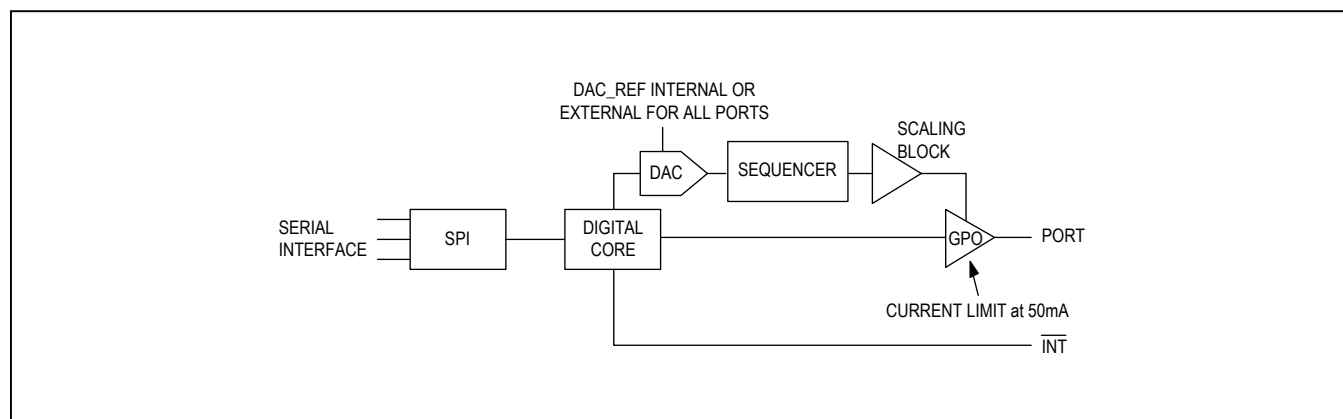 DAC_REF INTERNAL OR
EXTERNAL FOR ALL PORTS
SCALING
BLOCK
DAC
SEQUENCER
SERIAL
INTERFACE
SPI
DIGITAL
CORE
GPO
PORT
CURRENT LIMIT at 50mA
INT